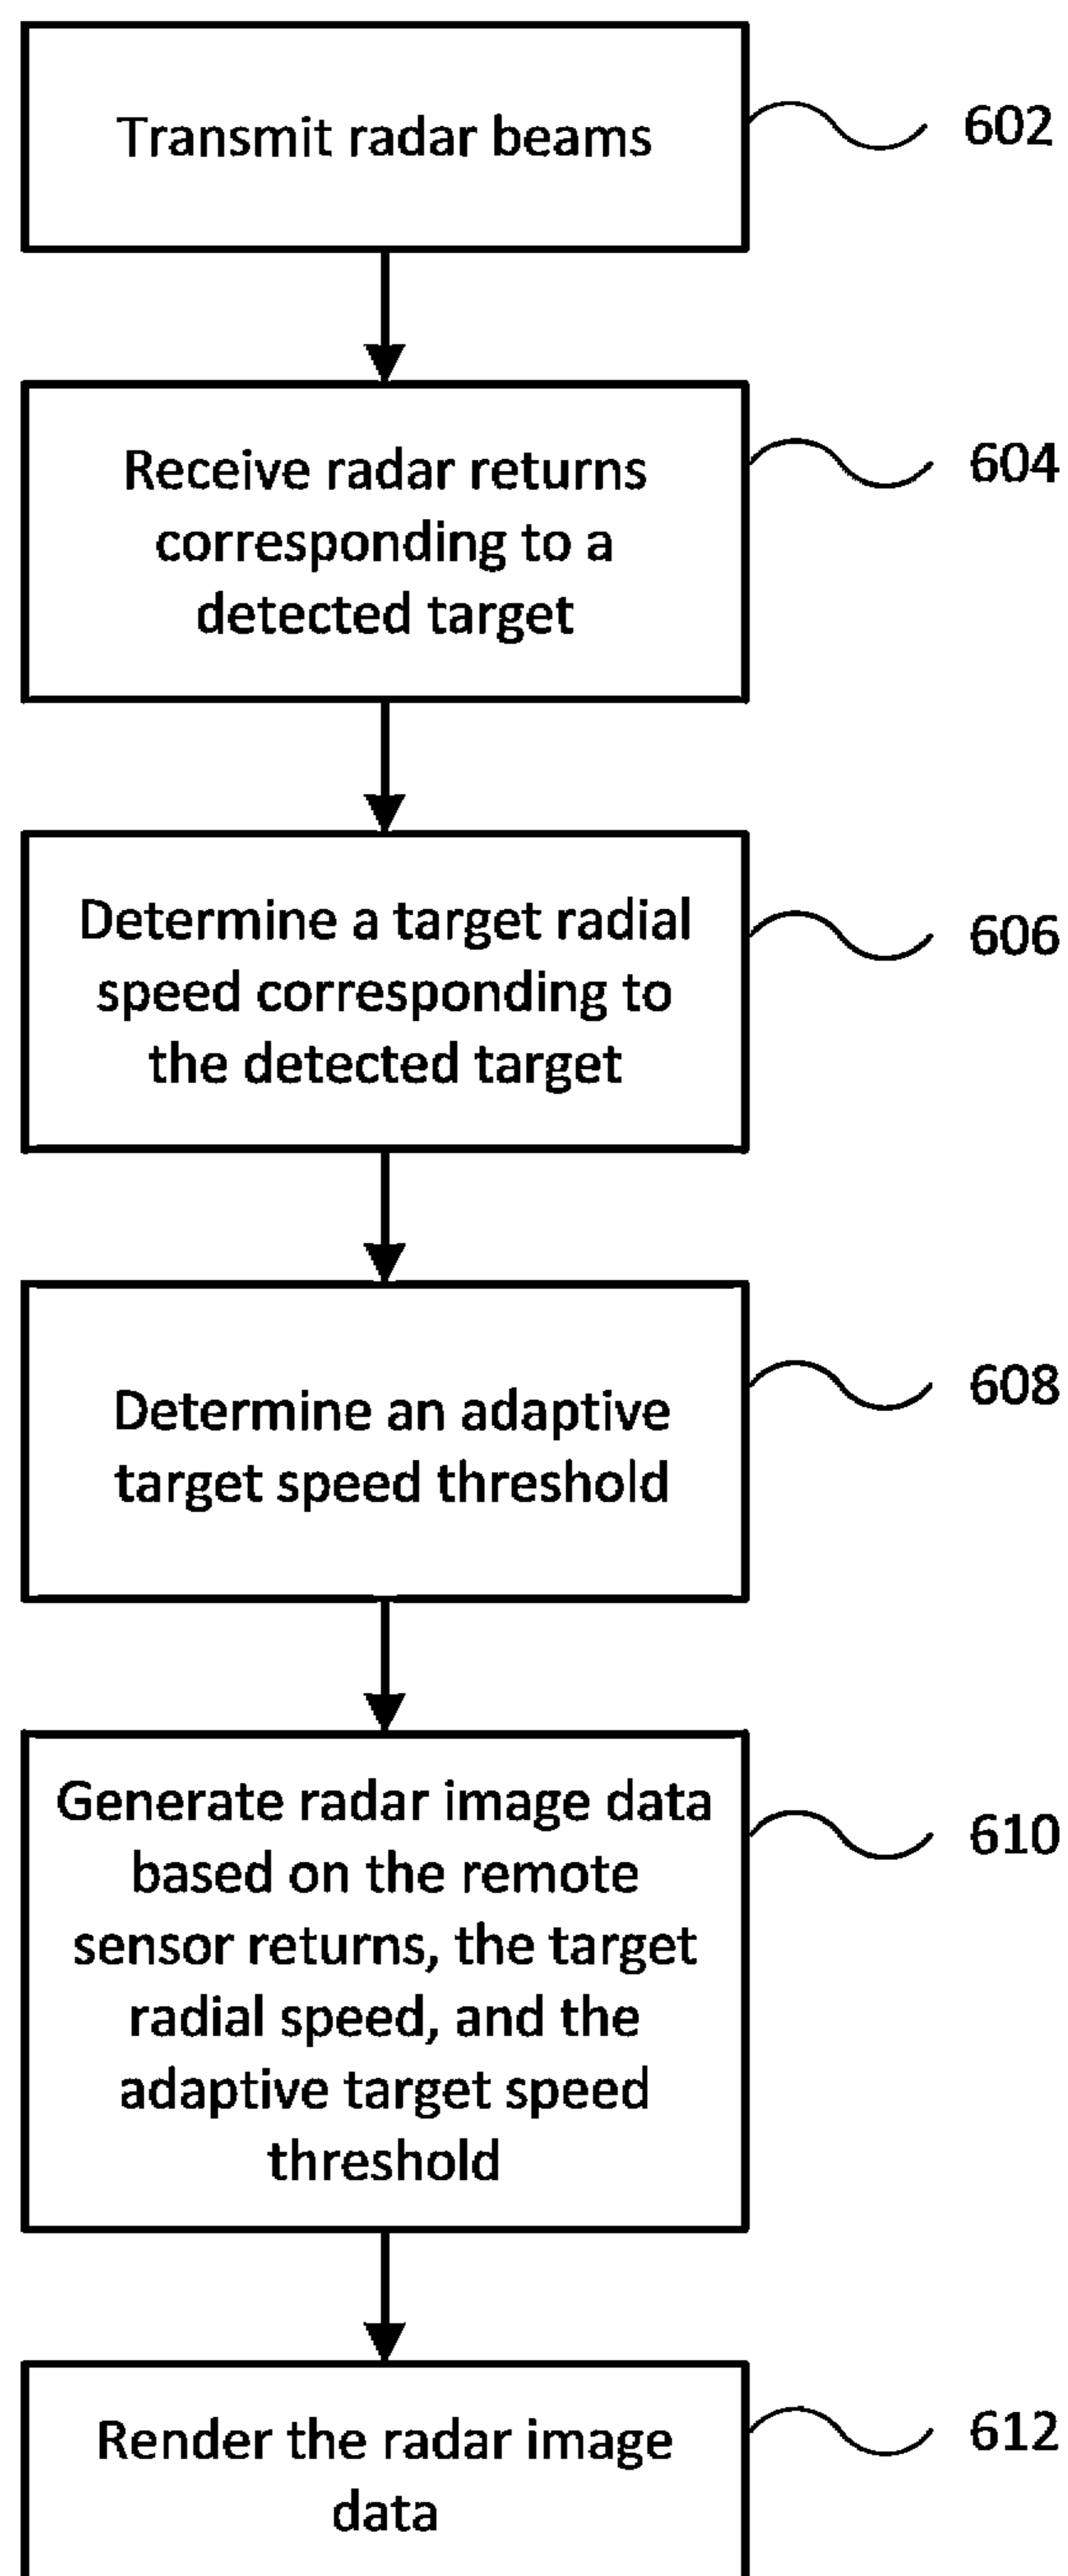 Transmit radar beams
602
Receive radar returns
corresponding to a
detected target
604
Determine a target radial
speed corresponding to
the detected target
606
Determine an adaptive
target speed threshold
608
Generate radar image data
based on the remote
sensor returns, the target
radial speed, and the
adaptive target speed
threshold
610
Render the radar image
data
612